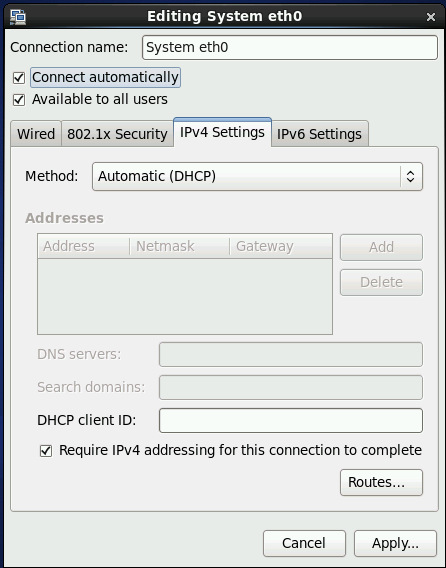 Editing System eth0
Connection name: System eth0
Connect automatically
Available to all users
Wired 802.1x Security IPv4 Settings IPv6 Settings
Method: Automatic (DHCP)
Addresses
Address Netmask Gateway Add
Delete
DNS servers:
Search domains:
DHCP client ID:
Require IPv4 addressing for this connection to complete
Routes...
Cancel Apply...